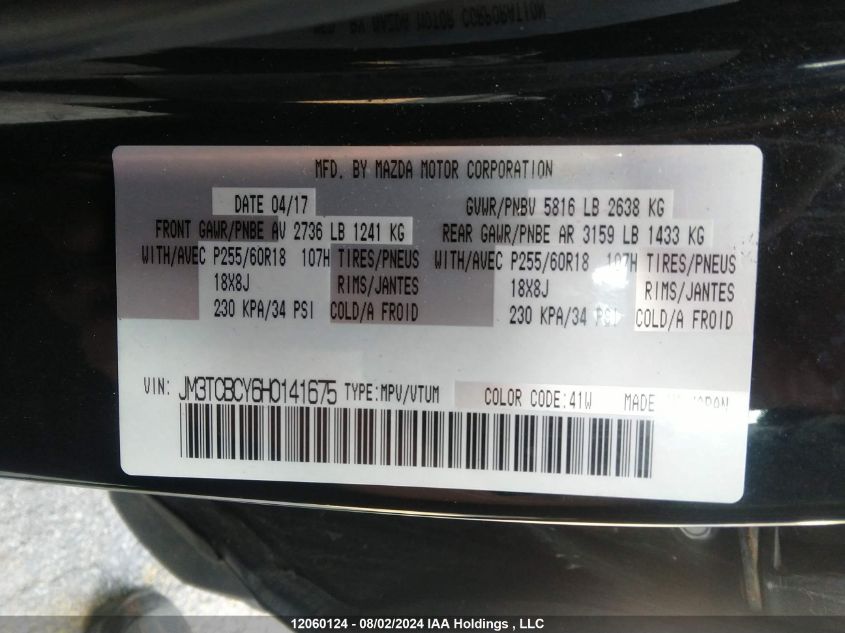 MFD. BY MAZDA MOTOR CORPORATION
DATE 04/17 GVWR/PNBV 5816 LB 2638 KG
FRONT GAWR/PNBE AV 2736 LB 1241 KG REAR GAWR/PNBE AR 3159 LB 1433 KG
WITH/AVEC P255/60R18 107H TIRES/PNEUS WITH/AVEC P255/60R18 107H TIRES/PNEUS
18X8J RIMS/JANTES 18X8J RIMS/JANTES
230 KPA/34 PSI COLD/A FROID 230 KPA/34 PSI COLD/A FROID
VIN: JM3TCBCY6H0141675 TYPE:MPV/VTUM COLOR CODE:41W MADE JAPAN
12060124 - 08/02/2024 IAA Holdings , LLC